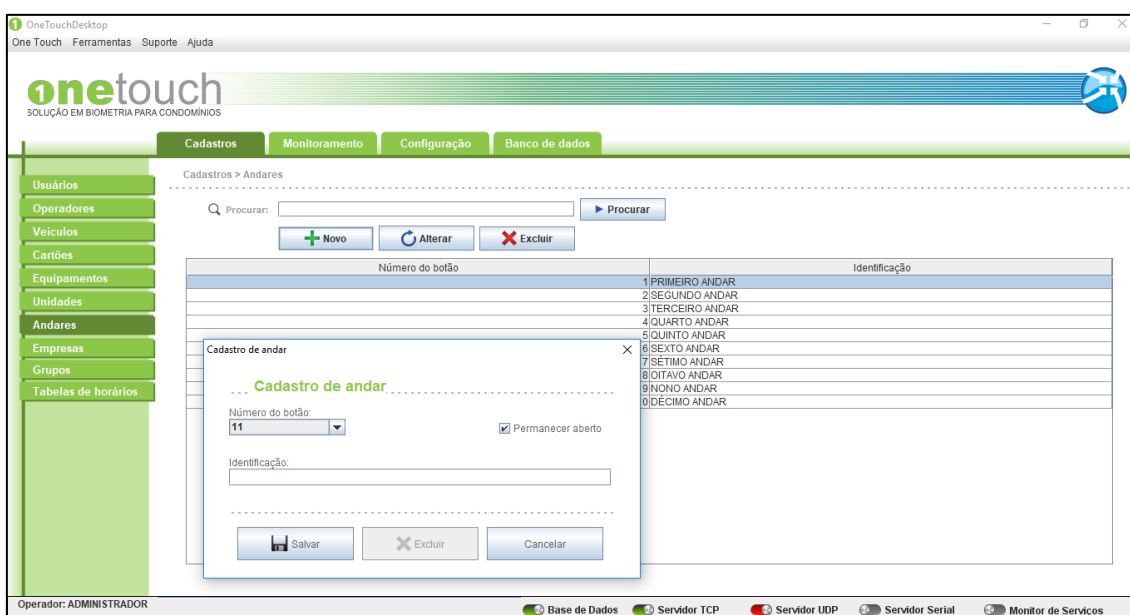 OneTouchDesktop
One Touch Ferramentas Suporte Ajuda
onetouch
SOLUÇÃO EM BIOMETRIA PARA CONDOMÍNIOS
Cadastros Monitoramento Configuração Banco de dados
Cadastros > Andares
Usuários
Operadores
Veículos
Cartões
Equipamentos
Unidades
Andares
Empresas
Grupos
Tabelas de horários
Procurar: Procurar
Novo Alterar Excluir
Número do botão Identificação
1 PRIMEIRO ANDAR
2 SEGUNDO ANDAR
3 TERCEIRO ANDAR
4 QUARTO ANDAR
5 QUINTO ANDAR
6 SEXTO ANDAR
7 SÉTIMO ANDAR
8 OITAVO ANDAR
9 NONO ANDAR
0 DÉCIMO ANDAR
Cadastro de andar
Cadastro de andar
Número do botão:
11 Permanecer aberto
Identificação:
Salvar Excluir Cancelar
Operador: ADMINISTRADOR Base de Dados Servidor TCP Servidor UDP Servidor Serial Monitor de Serviços